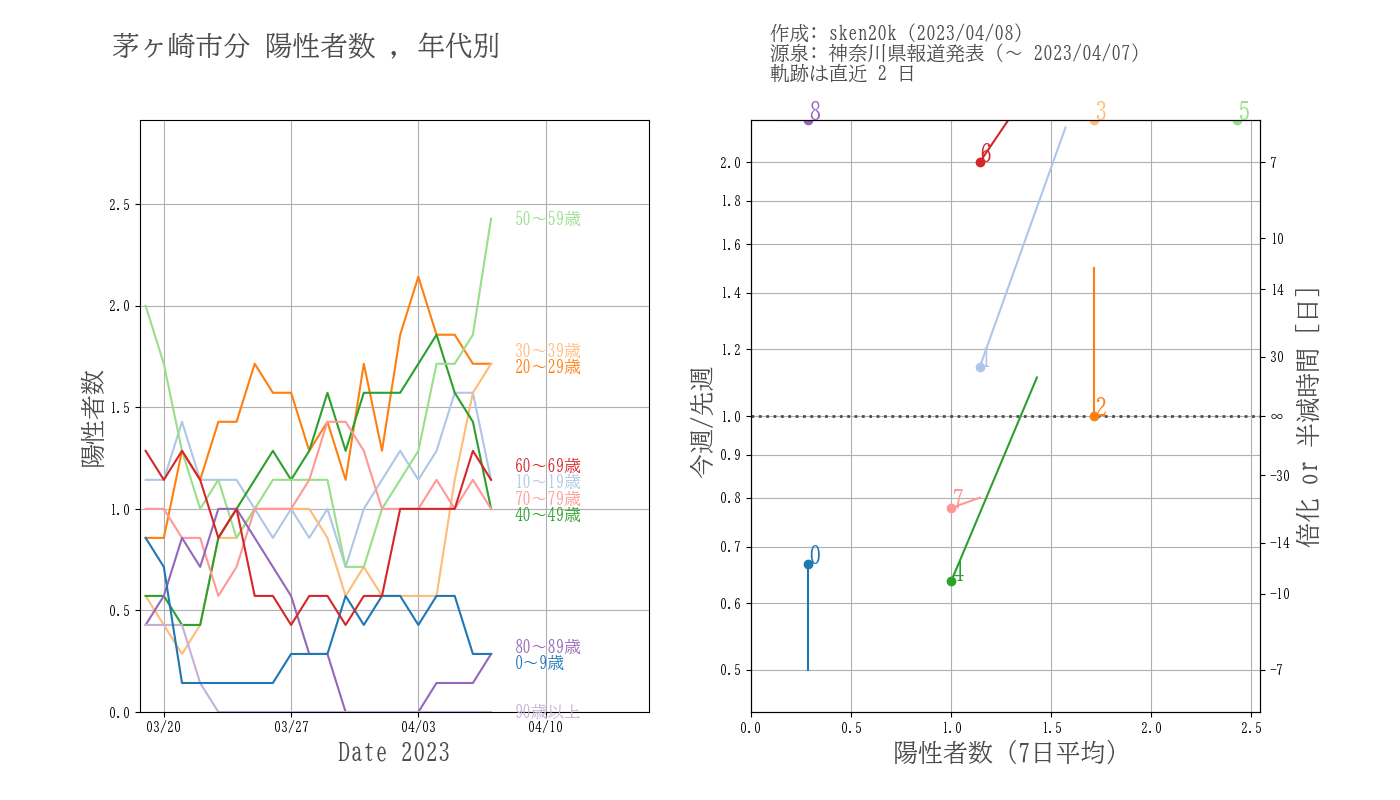 茅ヶ崎市分 陽性者数 , 年代別
作成: sken20k (2023/04/08)
源泉: 神奈川県報道発表 (〜 2023/04/07)
軌跡は直近 2 日
陽性者数
2.5
2.0
1.5
1.0
0.5
0.0
03/20
03/27
04/03
04/10
Date 2023
50〜59歳
30〜39歳
20〜29歳
60〜69歳
10〜19歳
70〜79歳
40〜49歳
80〜89歳
0〜9歳
90歳以上
今週/先週
2.0
1.8
1.6
1.4
1.2
1.0
0.9
0.8
0.7
0.6
0.5
8
3
5
6
1
2
7
0
4
0.0
0.5
1.0
1.5
2.0
2.5
陽性者数 (7日平均)
7
10
14
30
∞
−30
−14
−10
−7
倍化 or 半減時間 [日]